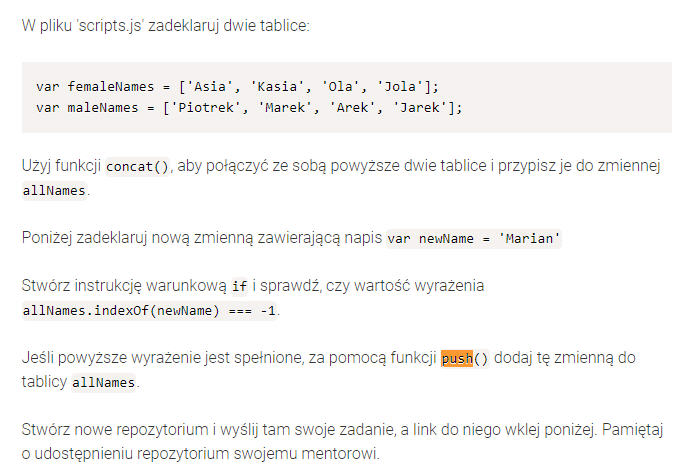 W pliku 'scripts.js' zadeklaruj dwie tablice:
var femaleNames = ['Asia', 'Kasia', 'Ola', 'Jola'];
var maleNames = ['Piotrek', 'Marek', 'Arek', 'Jarek'];
Użyj funkcji concat(), aby połączyć ze sobą powyższe dwie tablice i przypisz je do zmiennej
allNames.
Poniżej zadeklaruj nową zmienną zawierającą napis var newName = 'Marian'
Stwórz instrukcję warunkową if i sprawdź, czy wartość wyrażenia
allNames.indexOf(newName) === -1.
Jeśli powyższe wyrażenie jest spełnione, za pomocą funkcji push() dodaj tę zmienną do
tablicy allNames.
Stwórz nowe repozytorium i wyślij tam swoje zadanie, a link do niego wklej poniżej. Pamiętaj
o udostępnieniu repozytorium swojemu mentorowi.